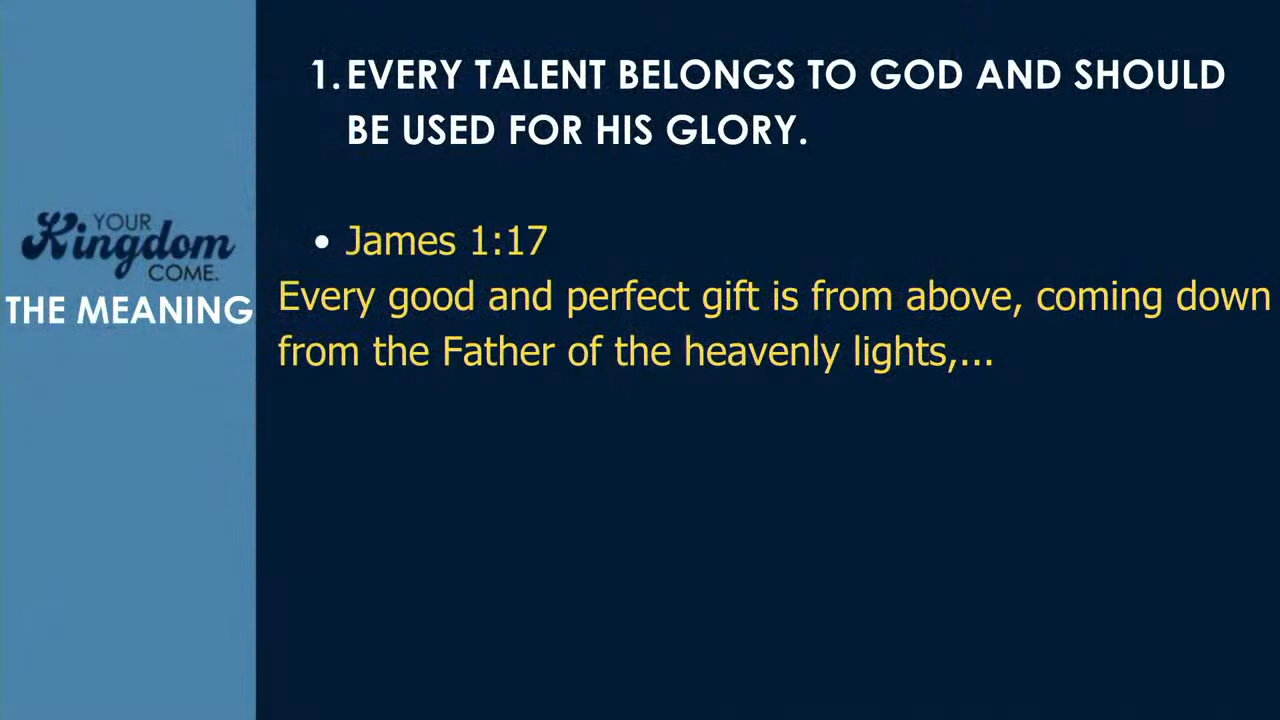 YOUR
Kingdom
COME.
THE MEANING
1. EVERY TALENT BELONGS TO GOD AND SHOULD
BE USED FOR HIS GLORY.
• James 1:17
Every good and perfect gift is from above, coming down
from the Father of the heavenly lights,...